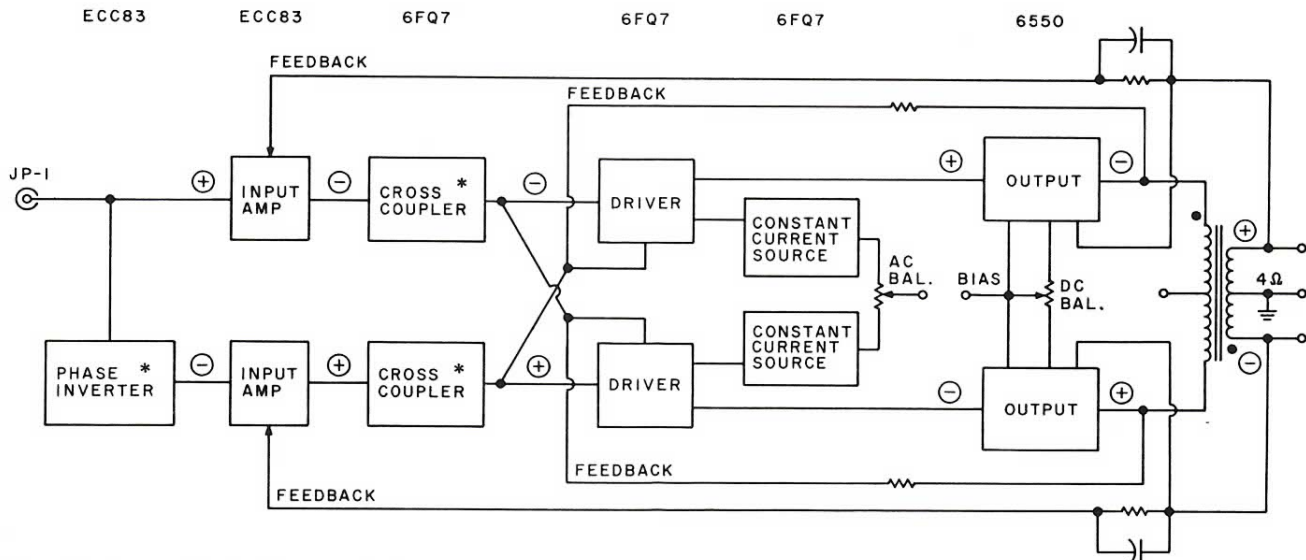 ECC83
ECC83
6FQ7
6FQ7
6FQ7
6550
FEEDBACK
FEEDBACK
JP-1
+
INPUT
AMP
−
CROSS *
COUPLER
−
DRIVER
CONSTANT
CURRENT
SOURCE
+
OUTPUT
−
AC
BAL.
BIAS
DC
BAL.
+
4Ω
−
PHASE *
INVERTER
−
INPUT
AMP
+
CROSS *
COUPLER
+
DRIVER
CONSTANT
CURRENT
SOURCE
−
OUTPUT
+
FEEDBACK
FEEDBACK